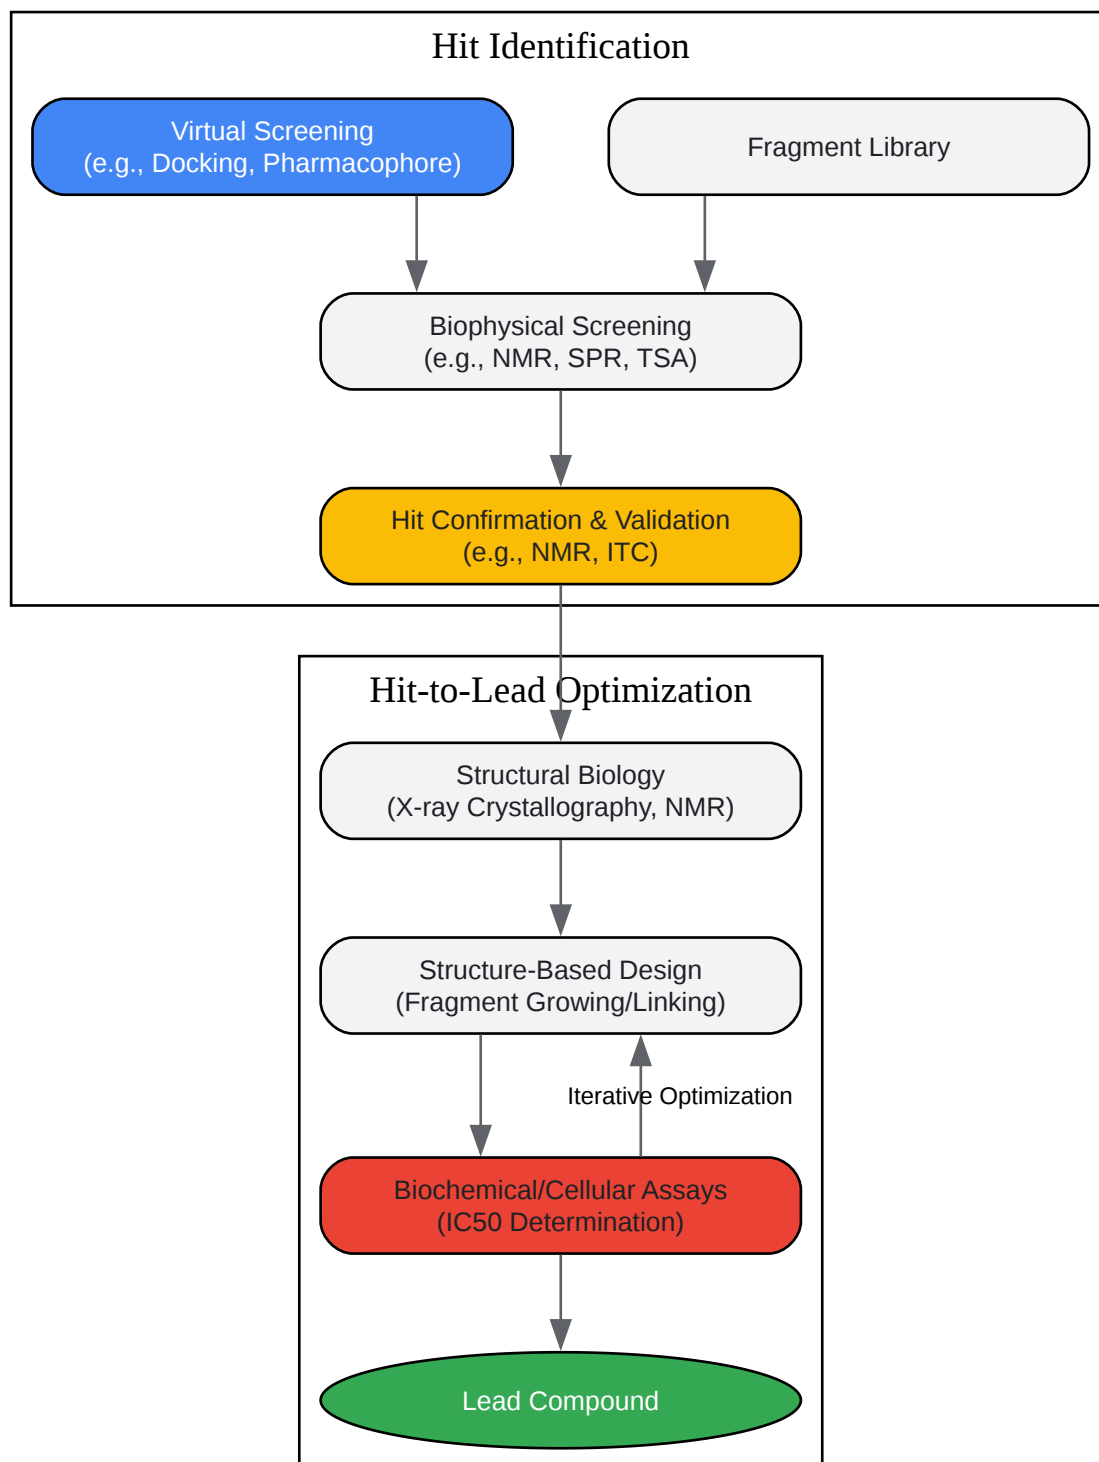 Hit Identification
Virtual Screening
(e.g., Docking, Pharmacophore)
Fragment Library
Biophysical Screening
(e.g., NMR, SPR, TSA)
Hit Confirmation & Validation
(e.g., NMR, ITC)
Hit-to-Lead Optimization
Structural Biology
(X-ray Crystallography, NMR)
Structure-Based Design
(Fragment Growing/Linking)
Iterative Optimization
Biochemical/Cellular Assays
(IC50 Determination)
Lead Compound